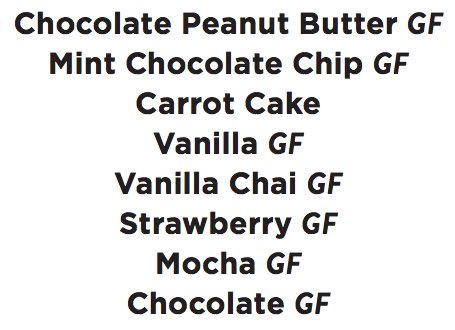 Chocolate Peanut Butter GF
Mint Chocolate Chip GF
Carrot Cake
Vanilla GF
Vanilla Chai GF
Strawberry GF
Mocha GF
Chocolate GF